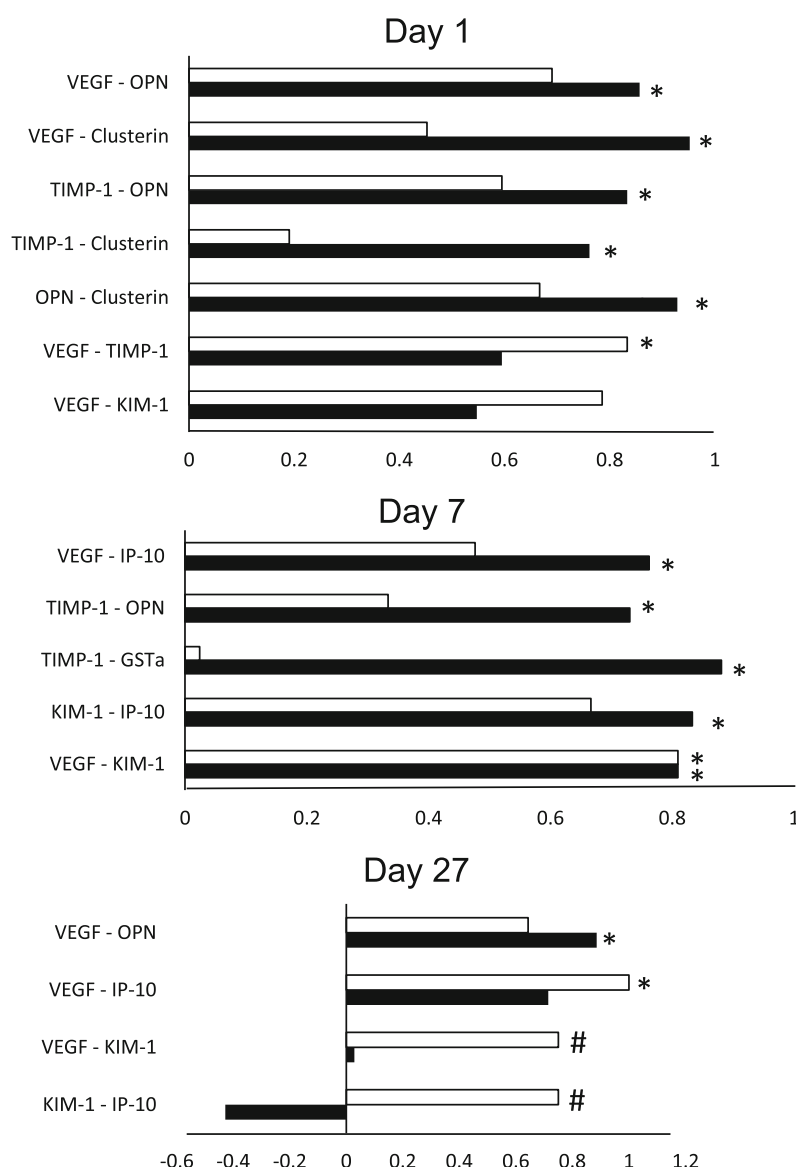 Day 1
VEGF - OPN
*
VEGF - Clusterin
*
TIMP-1 - OPN
*
TIMP-1 - Clusterin
*
OPN - Clusterin
*
VEGF - TIMP-1
*
VEGF - KIM-1
0 0.2 0.4 0.6 0.8 1
Day 7
VEGF - IP-10
*
TIMP-1 - OPN
*
TIMP-1 - GSTa
*
KIM-1 - IP-10
*
VEGF - KIM-1
*
*
0 0.2 0.4 0.6 0.8 1
Day 27
VEGF - OPN
*
VEGF - IP-10
*
VEGF - KIM-1
#
KIM-1 - IP-10
#
-0.6 -0.4 -0.2 0 0.2 0.4 0.6 0.8 1 1.2